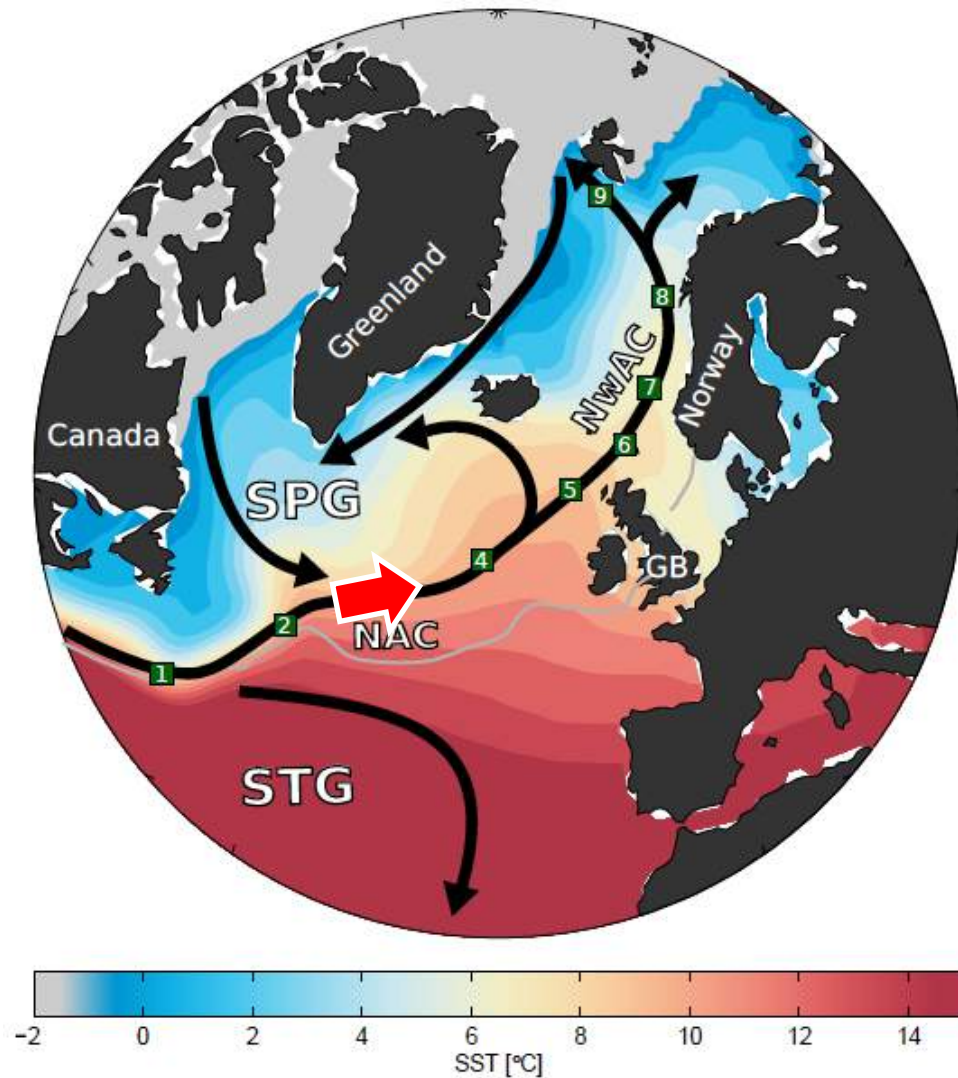 9
Greenland
8
NwAC
Norway
7
Canada
6
SPG
5
4
GB
2
NAC
1
STG
−2 0 2 4 6 8 10 12 14
SST [°C]